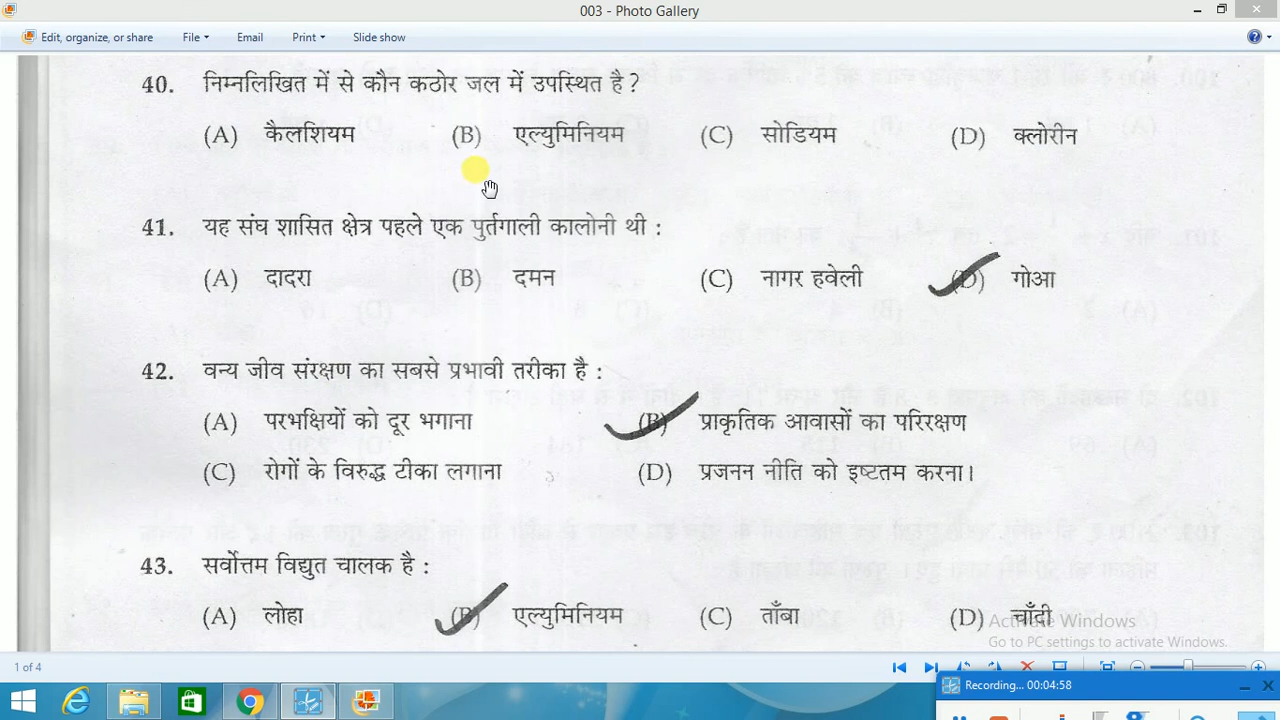 003 - Photo Gallery
Edit, organize, or share File Email Print Slide show
40. निम्नलिखित में से कौन कठोर जल में उपस्थित है ?
(A) कैलशियम (B) एल्युमिनियम (C) सोडियम (D) क्लोरीन
41. यह संघ शासित क्षेत्र पहले एक पुर्तगाली कालोनी थी :
(A) दादरा (B) दमन (C) नागर हवेली (D) गोआ
42. वन्य जीव संरक्षण का सबसे प्रभावी तरीका है :
(A) परभक्षियों को दूर भगाना (B) प्राकृतिक आवासों का परिरक्षण
(C) रोगों के विरुद्ध टीका लगाना (D) प्रजनन नीति को इष्टतम करना।
43. सर्वोत्तम विद्युत चालक है :
(A) लोहा (B) एल्युमिनियम (C) ताँबा (D) चाँदी
Activate Windows
Go to PC settings to activate Windows.
1 of 4
Recording... 00:04:58